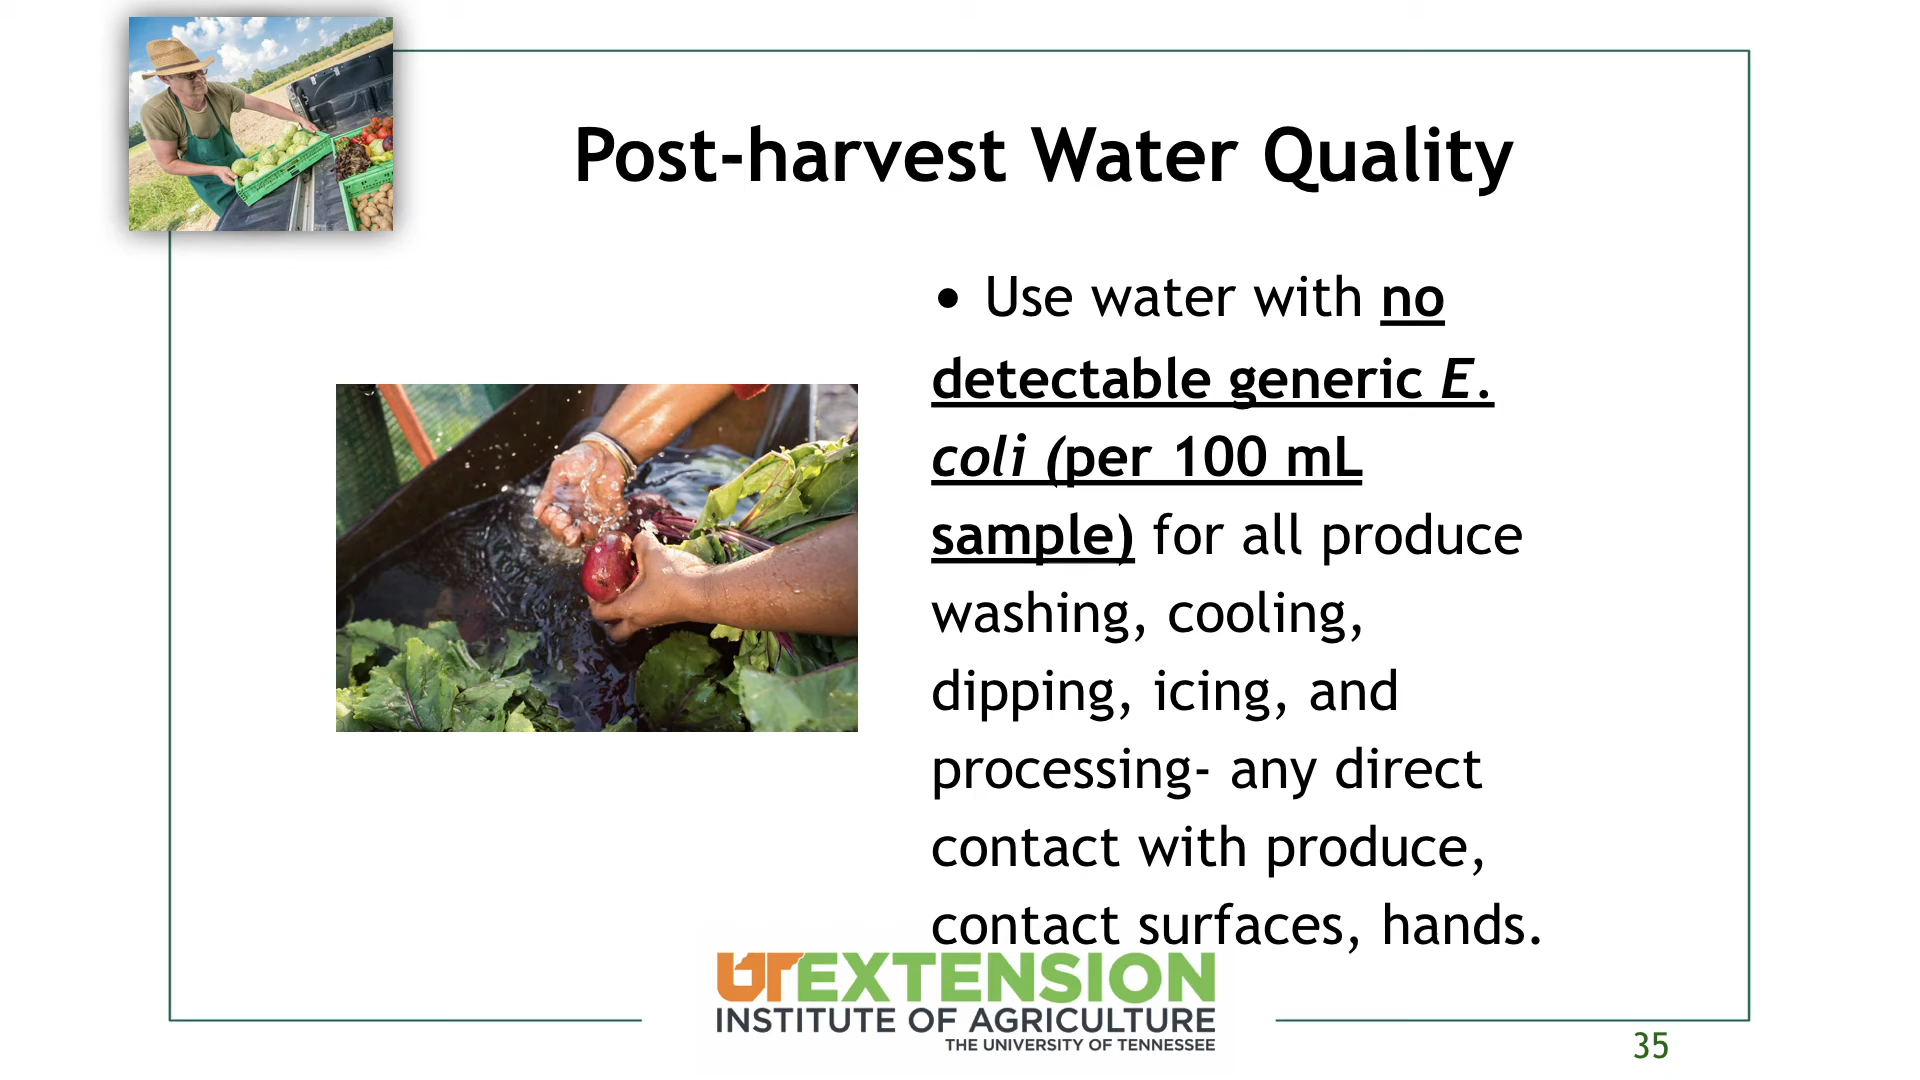 Post-harvest Water Quality
• Use water with no
detectable generic E.
coli (per 100 mL
sample) for all produce
washing, cooling,
dipping, icing, and
processing- any direct
contact with produce,
contact surfaces, hands.
UTEXTENSION
INSTITUTE OF AGRICULTURE
THE UNIVERSITY OF TENNESSEE
35